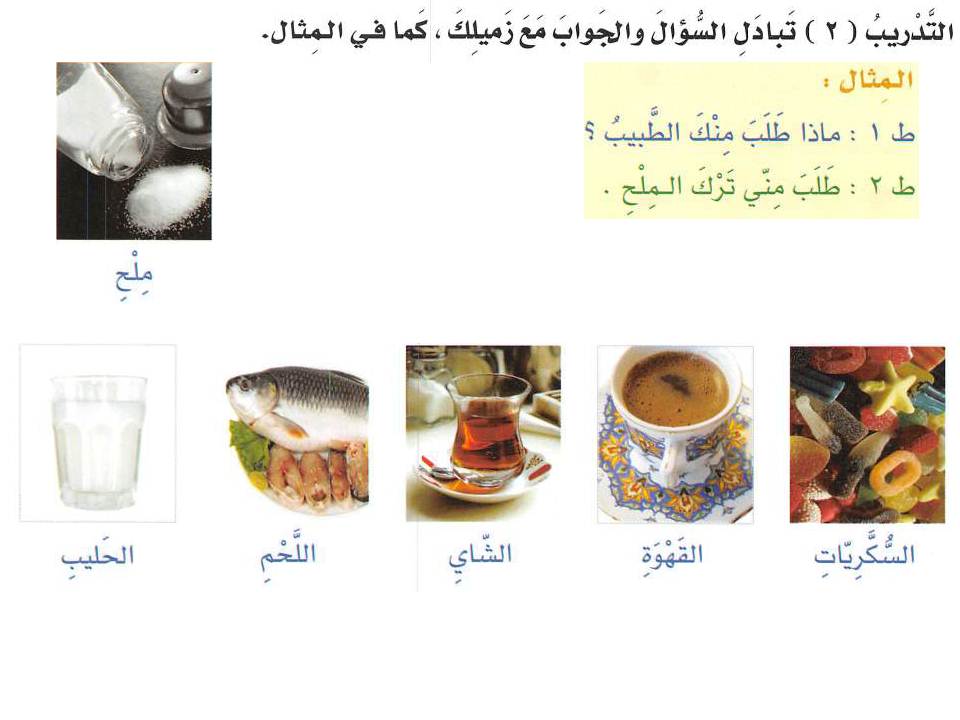 التَّدْريبُ ( ٢ ) تَبادَلِ السُّؤالَ والجَوابَ مَعَ زَميلِكَ ، كَما في المِثال.
المِثال :
ط ١ : ماذا طَلَبَ مِنْكَ الطَّبيبُ ؟
ط ٢ : طَلَبَ مِنّي تَرْكَ المِلْحِ .
مِلْحِ
السُّكَّرِيّاتِ
القَهْوَةِ
الشّايِ
اللَّحْمِ
الحَليبِ